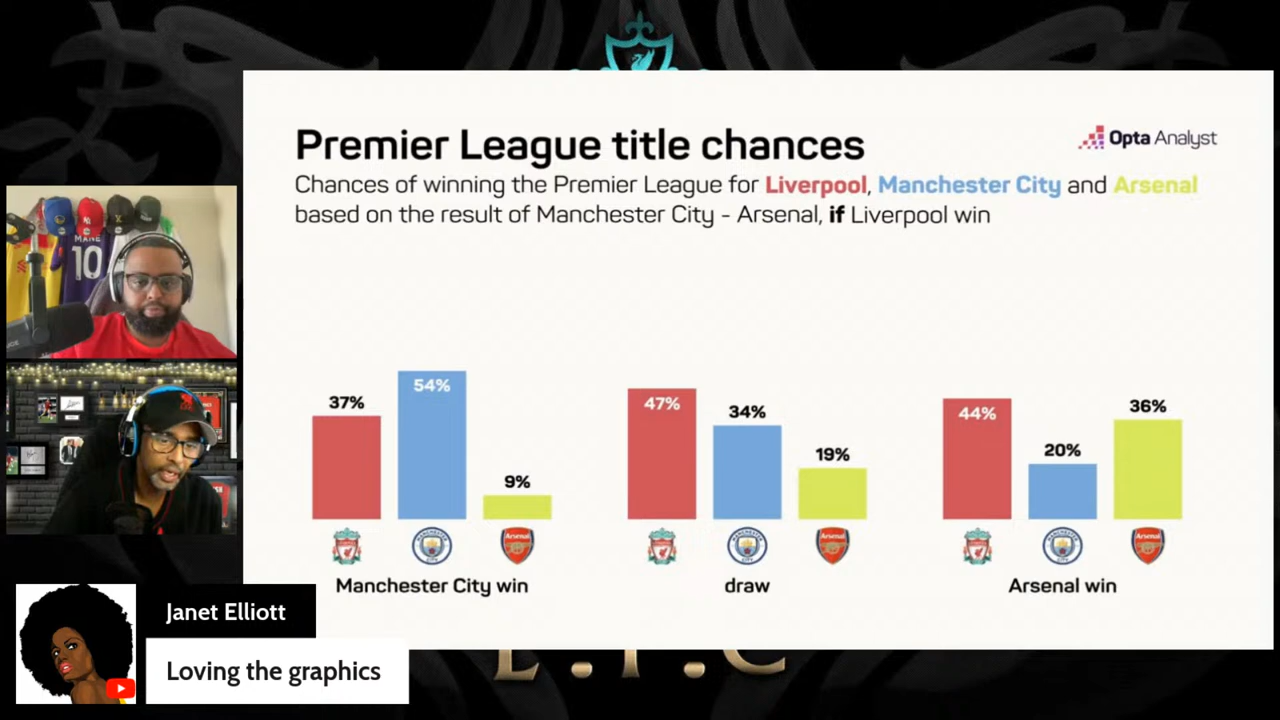 Premier League title chances
Opta Analyst
Chances of winning the Premier League for Liverpool, Manchester City and Arsenal
based on the result of Manchester City - Arsenal, if Liverpool win
MANE
10
37%
54%
9%
47%
34%
19%
44%
20%
36%
Manchester City win
draw
Arsenal win
Janet Elliott
Loving the graphics